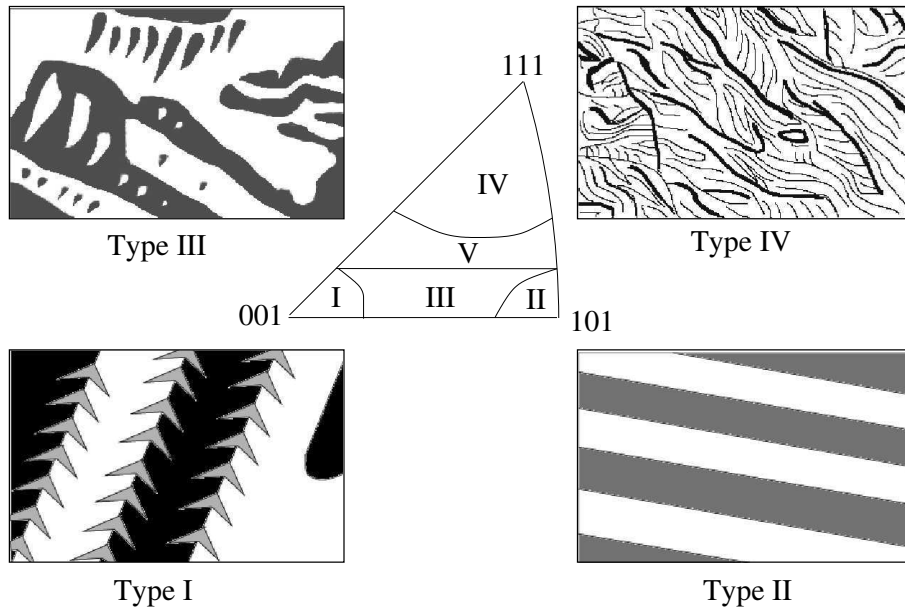 111
IV
Type III
Type IV
V
I
III
II
001
101
Type I
Type II